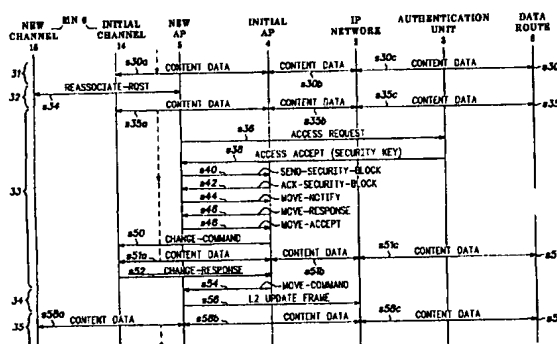 MN 6
NEW CHANNEL 16
INITIAL CHANNEL 14
NEW AP 5
INITIAL AP 4
IP NETWORK 2
AUTHENTICATION UNIT 3
DATA ROUTE 8
31
s30a CONTENT DATA CONTENT DATA s30b s30c CONTENT DATA s30
32
REASSOCIATE-RQST
s34
CONTENT DATA s35a CONTENT DATA s35b s35c CONTENT DATA s35
33
s36 ACCESS REQUEST
s38 ACCESS ACCEPT (SECURITY KEY)
s40 SEND-SECURITY-BLOCK
s42 ACK-SECURITY-BLOCK
s44 MOVE-NOTIFY
s46 MOVE-RESPONSE
s48 MOVE-ACCEPT
s50 CHANGE-COMMAND
s51a CONTENT DATA CONTENT DATA s51b s51c CONTENT DATA s51
s52 CHANGE-RESPONSE
s54 MOVE-COMMAND
34
s56 L2 UPDATE FRAME
35
s58a CONTENT DATA s58b CONTENT DATA s58c CONTENT DATA